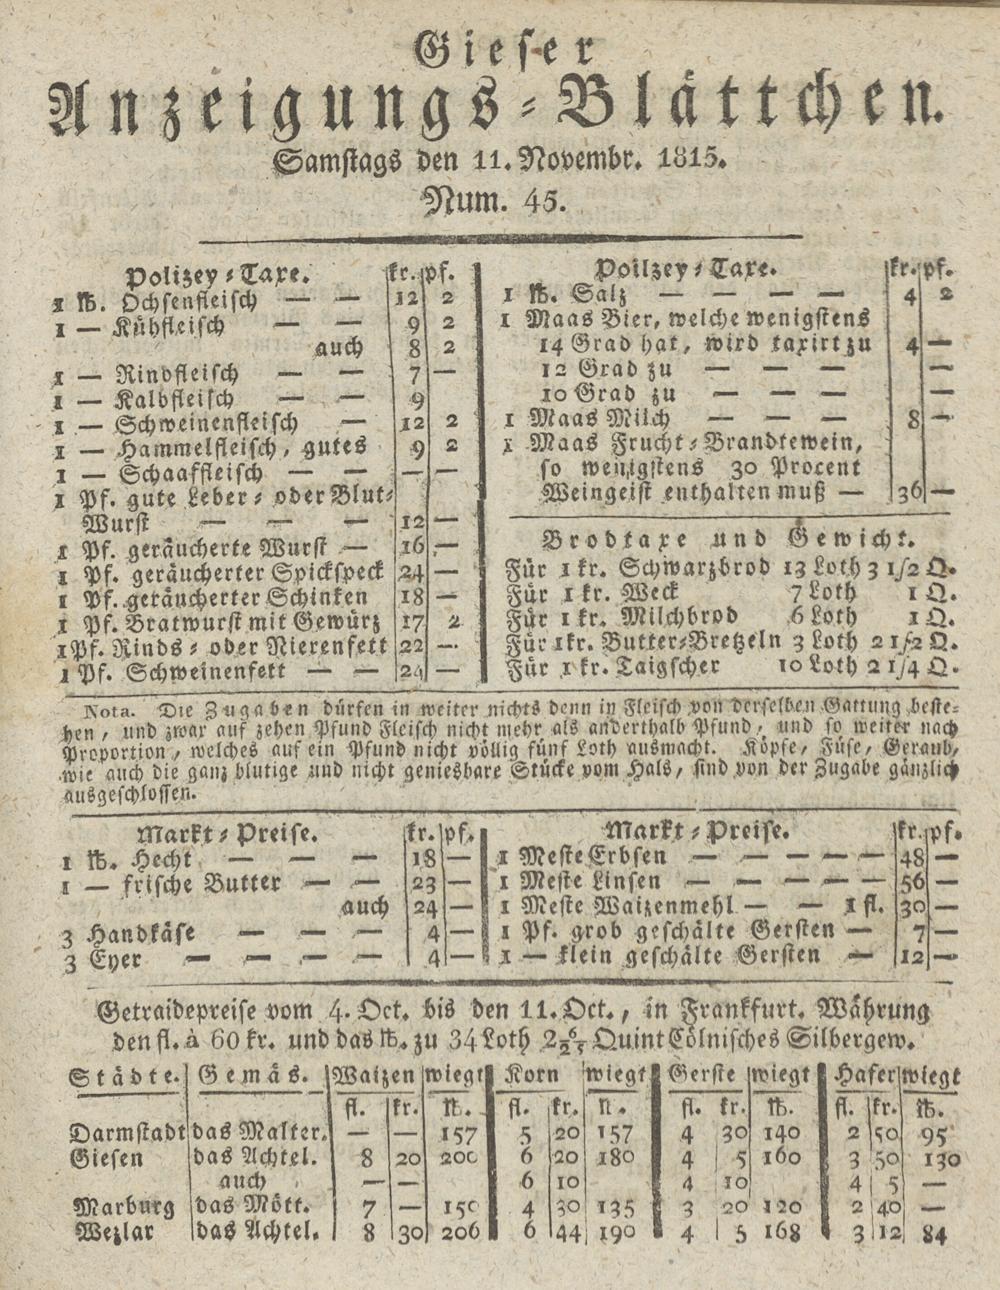 Gieser
Anzeigungs-Blättchen.
Samstags den 11. Novembr. 1815.
Num. 45.
Polizey-Taxe. kr. pf.
1 ℔. Ochsenfleisch — — 12 2
1 — Kühfleisch — — 9 2
auch 8 2
1 — Rindfleisch — — 7 —
1 — Kalbfleisch — — 9
1 — Schweinenfleisch — 12 2
1 — Hammelfleisch, gutes 9 2
1 — Schaaffleisch — — — —
1 Pf. gute Leber- oder Blut-
Wurst — — — 12 —
1 Pf. geräucherte Wurst — 16 —
1 Pf. geräucherter Spickspeck 24 —
1 Pf. geräucherter Schinken 18 —
1 Pf. Bratwurst mit Gewürz 17 2
1 Pf. Rinds- oder Nierenfett 22 —
1 Pf. Schweinenfett — — 24 —
Poilzey-Taxe. kr. pf.
1 ℔. Salz — — — — 4 2
1 Maas Bier, welche wenigstens
14 Grad hat, wird taxirt zu 4 —
12 Grad zu — — — —
10 Grad zu — — — —
1 Maas Milch — — — 8 —
1 Maas Frucht-Brandtewein,
so wenigstens 30 Procent
Weingeist enthalten muß — 36 —
Brodtaxe und Gewicht.
Für 1 kr. Schwarzbrod 13 Loth 3 1/2 Q.
Für 1 kr. Weck 7 Loth 1 Q.
Für 1 kr. Milchbrod 6 Loth 1 Q.
Für 1kr. Butter-Bretzeln 3 Loth 2 1/2 Q.
Für 1 kr. Taigscher 10 Loth 2 1/4 Q.
Nota. Die Zugaben dürfen in weiter nichts denn in Fleisch von derselben Gattung beste-
hen, und zwar auf zehen Pfund Fleisch nicht mehr als anderthalb Pfund, und so weiter nach
Proportion, welches auf ein Pfund nicht völlig fünf Loth ausmacht. Köpfe, Füse, Geraub,
wie auch die ganz blutige und nicht geniesbare Stücke vom Hals, sind von der Zugabe gänzlich
ausgeschlossen.
Markt-Preise. kr. pf.
1 ℔. Hecht — — — 18 —
1 — frische Butter — — 23 —
auch 24 —
3 Handkäse — — — 4 —
3 Eyer — — — — 4 —
Markt-Preise. kr. pf.
1 Meste Erbsen — — — — — 48 —
1 Meste Linsen — — — — — 56 —
1 Meste Waizenmehl — — 1 fl. 30 —
1 Pf. grob geschälte Gersten — 7 —
1 — klein geschälte Gersten — 12 —
Getraidepreise vom 4. Oct. bis den 11. Oct., in Frankfurt. Währung
den fl. à 60 kr. und das ℔. zu 34 Loth Quint Cölnisches Silbergew.
Städte. Gemäs. Waizen wiegt Korn wiegt Gerste wiegt Hafer wiegt
fl. kr. ℔. fl. kr. fl. kr. ℔. fl. kr. ℔.
Darmstadt das Malter. — — 157 5 20 157 4 30 140 2 50 95
Giesen das Achtel. 8 20 200 6 20 180 4 5 160 3 50 130
auch — — 6 10 4 10 4 5 —
Marburg das Mött. 7 — 150 4 30 135 3 20 120 2 40 —
Wezlar das Achtel. 8 30 206 6 44 190 4 5 168 3 12 84